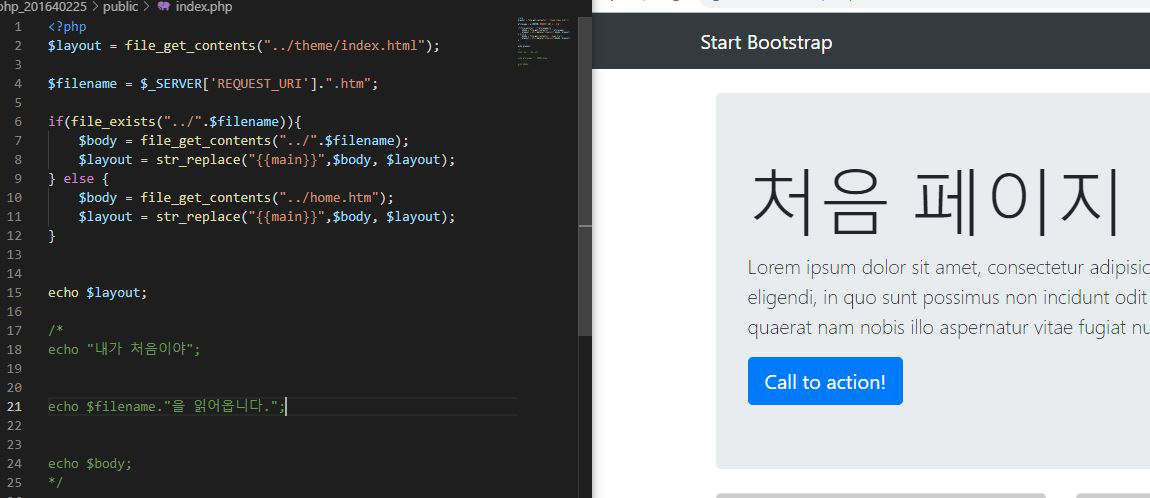 php_201640225 > public > index.php
1 <?php
2 $layout = file_get_contents("../theme/index.html");
3
4 $filename = $_SERVER['REQUEST_URI'].".htm";
5
6 if(file_exists("../".$filename)){
7 $body = file_get_contents("../".$filename);
8 $layout = str_replace("{{main}}",$body, $layout);
9 } else {
10 $body = file_get_contents("../home.htm");
11 $layout = str_replace("{{main}}",$body, $layout);
12 }
13
14
15 echo $layout;
16
17 /*
18 echo "내가 처음이야";
19
20
21 echo $filename."을 읽어옵니다.";
22
23
24 echo $body;
25 */
Start Bootstrap
처음 페이지
Lorem ipsum dolor sit amet, consectetur adipisic
eligendi, in quo sunt possimus non incidunt odit
quaerat nam nobis illo aspernatur vitae fugiat nu
Call to action!